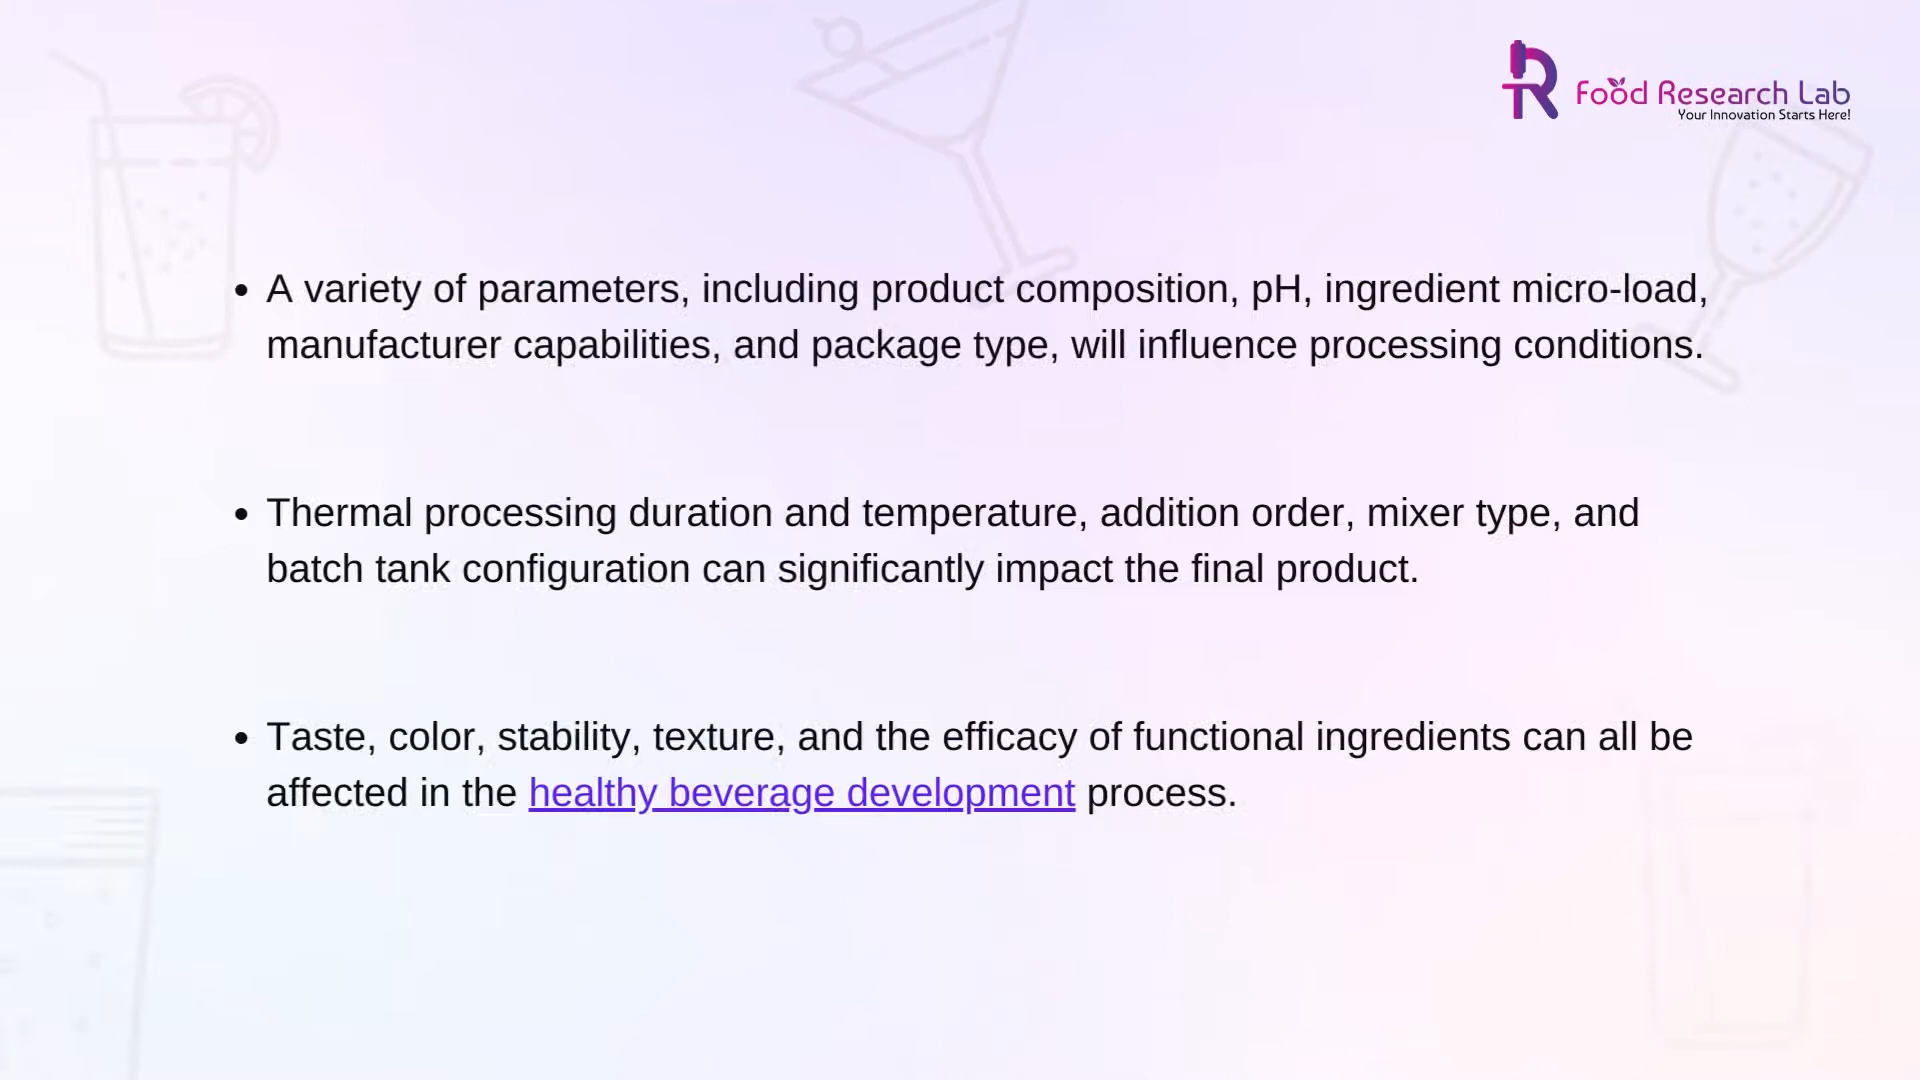 Food Research Lab
Your Innovation Starts Here!
• A variety of parameters, including product composition, pH, ingredient micro-load,
manufacturer capabilities, and package type, will influence processing conditions.
• Thermal processing duration and temperature, addition order, mixer type, and
batch tank configuration can significantly impact the final product.
• Taste, color, stability, texture, and the efficacy of functional ingredients can all be
affected in the healthy beverage development process.